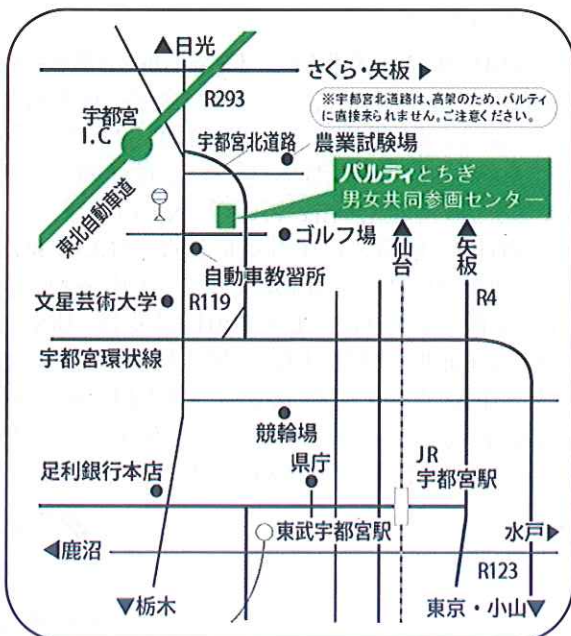 ▲日光
さくら・矢板▶
R293
※宇都宮北道路は、高架のため、パルティ
に直接来られません。ご注意ください。
宇都宮
I.C
宇都宮北道路
農業試験場
パルティとちぎ
男女共同参画センター
東北自動車道
ゴルフ場
▲仙台
▲矢板
自動車教習所
文星芸術大学
R119
R4
宇都宮環状線
競輪場
県庁
JR
宇都宮駅
足利銀行本店
東武宇都宮駅
水戸▶
◀鹿沼
R123
▼栃木
東京・小山▼